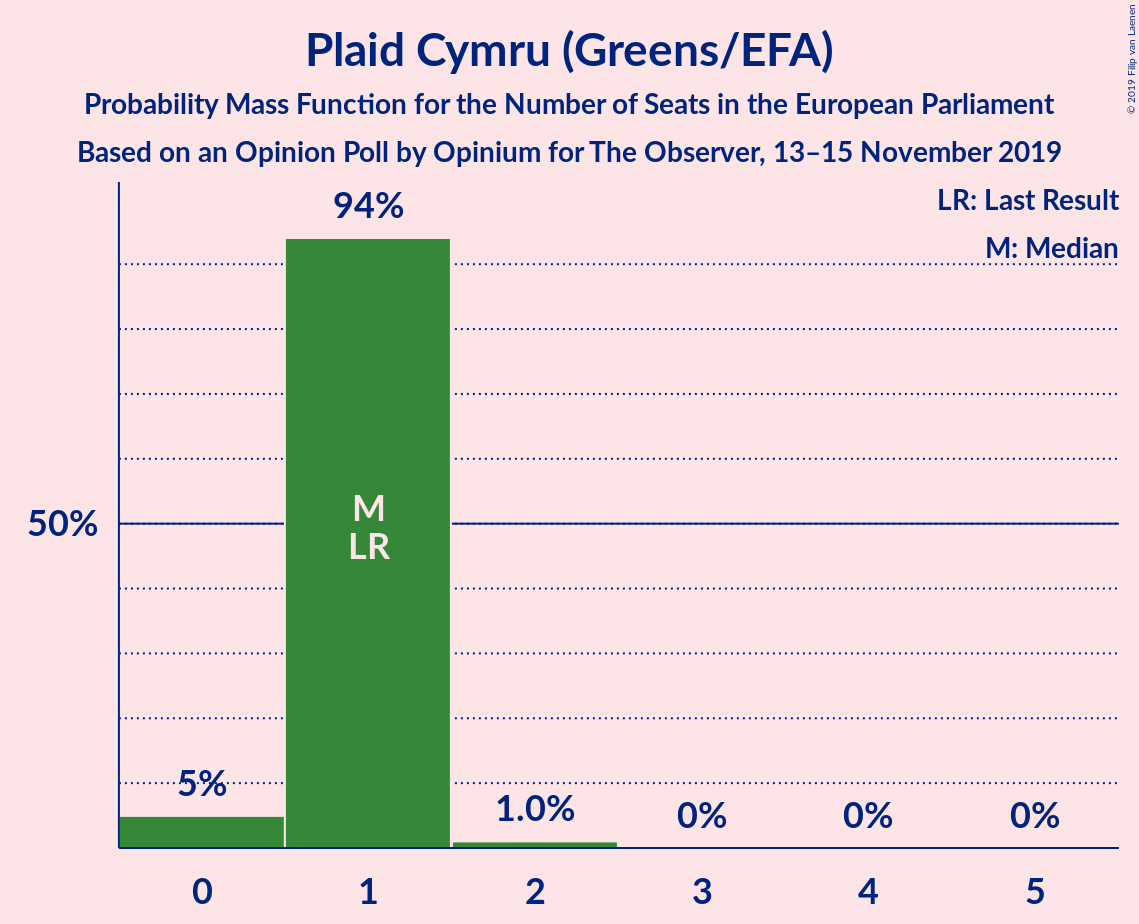 Plaid Cymru (Greens/EFA)
Probability Mass Function for the Number of Seats in the European Parliament
Based on an Opinion Poll by Opinium for The Observer, 13–15 November 2019
© 2019 Filip van Laenen
LR: Last Result
M: Median
94%
50%
M
LR
5%
1.0%
0%
0%
0%
0
1
2
3
4
5